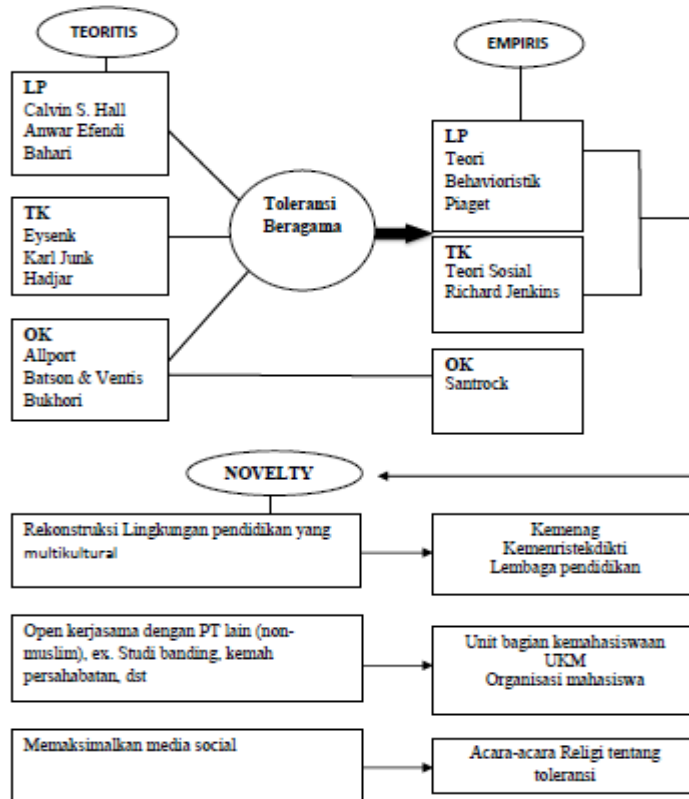 TEORITIS
EMPIRIS
LP
Calvin S. Hall
Anwar Efendi
Bahari
TK
Eysenk
Karl Junk
Hadjar
OK
Allport
Batson & Ventis
Bukhori
Toleransi
Beragama
LP
Teori
Behavioristik
Piaget
TK
Teori Sosial
Richard Jenkins
OK
Santrock
NOVELTY
Rekonstruksi Lingkungan pendidikan yang
multikultural
Kemenag
Kemenristekdikti
Lembaga pendidikan
Open kerjasama dengan PT lain (non-
muslim), ex. Studi banding, kemah
persahabatan, dst
Unit bagian kemahasiswaan
UKM
Organisasi mahasiswa
Memaksimalkan media social
Acara-acara Religi tentang
toleransi